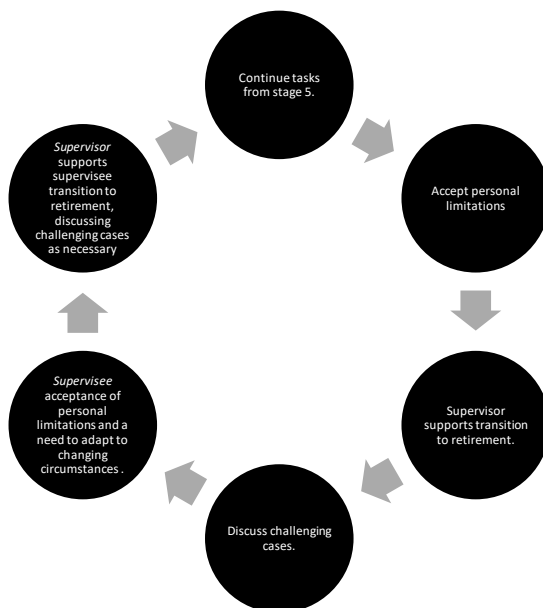 Continue tasks
from stage 5.
Accept personal
limitations
Supervisor
supports transition
to retirement.
Discuss challenging
cases.
Supervisee
acceptance of
personal
limitations and a
need to adapt to
changing
circumstances .
Supervisor
supports
supervisee
transition to
retirement,
discussing
challenging cases
as necessary